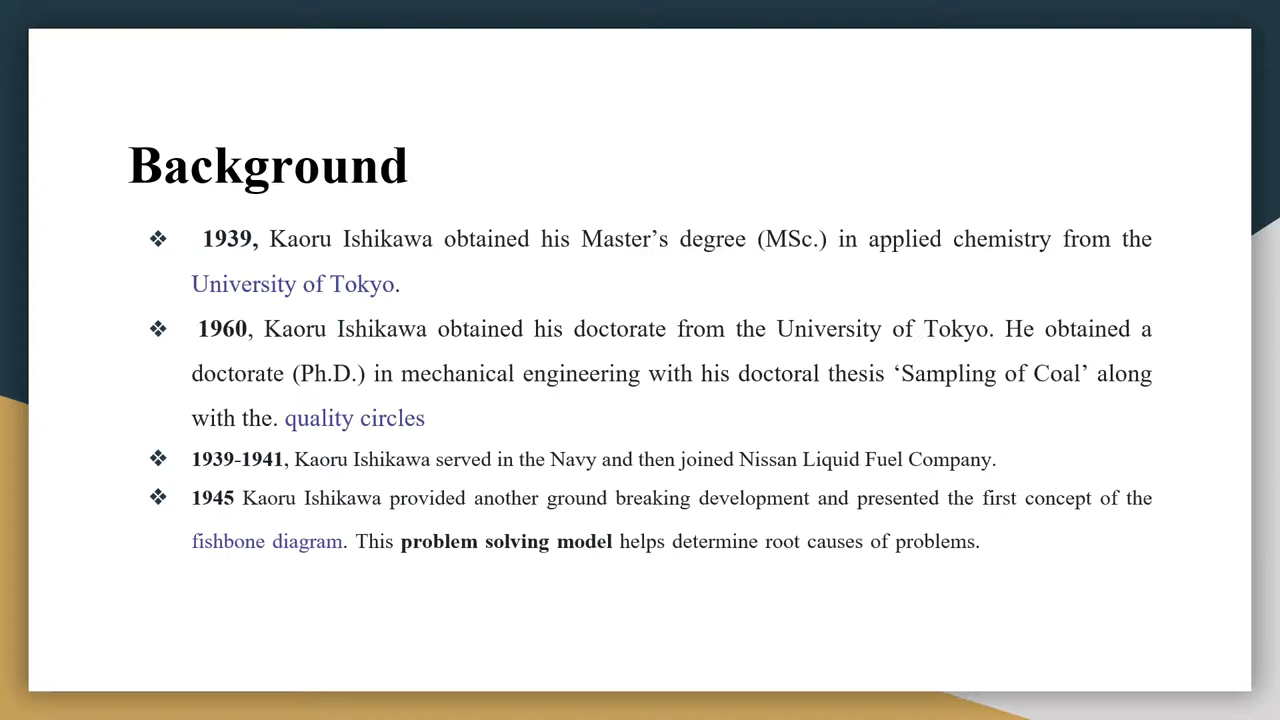 Background
❖ 1939, Kaoru Ishikawa obtained his Master’s degree (MSc.) in applied chemistry from the
University of Tokyo.
❖ 1960, Kaoru Ishikawa obtained his doctorate from the University of Tokyo. He obtained a
doctorate (Ph.D.) in mechanical engineering with his doctoral thesis ‘Sampling of Coal’ along
with the. quality circles
❖ 1939-1941, Kaoru Ishikawa served in the Navy and then joined Nissan Liquid Fuel Company.
❖ 1945 Kaoru Ishikawa provided another ground breaking development and presented the first concept of the
fishbone diagram. This problem solving model helps determine root causes of problems.